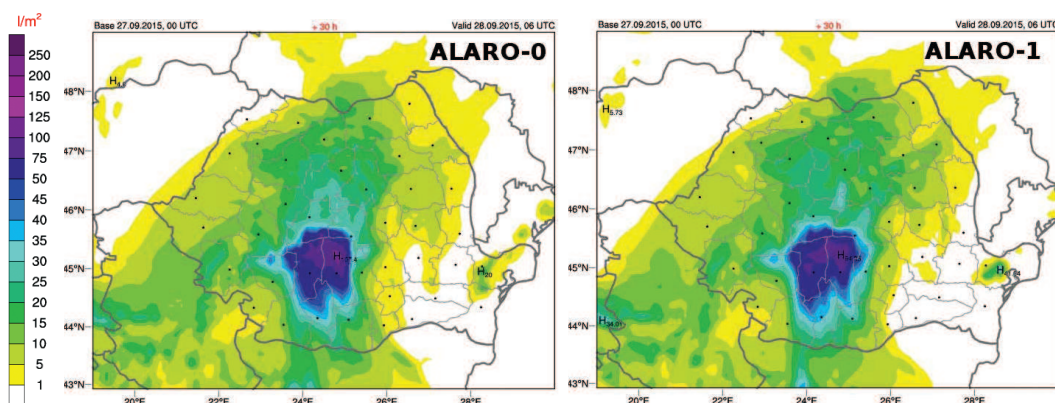 l/m²
Base 27.09.2015, 00 UTC
+ 30 h
Valid 28.09.2015, 06 UTC
ALARO-0
250
200
150
125
100
75
50
40
35
30
25
20
15
10
5
1
48°N
47°N
46°N
45°N
44°N
43°N
20°E
22°E
24°E
26°E
28°E
H
H
H20
Base 27.09.2015, 00 UTC
+ 30 h
Valid 28.09.2015, 06 UTC
ALARO-1
48°N
47°N
46°N
45°N
44°N
43°N
20°E
22°E
24°E
26°E
28°E
H5.73
H
H
H34.01